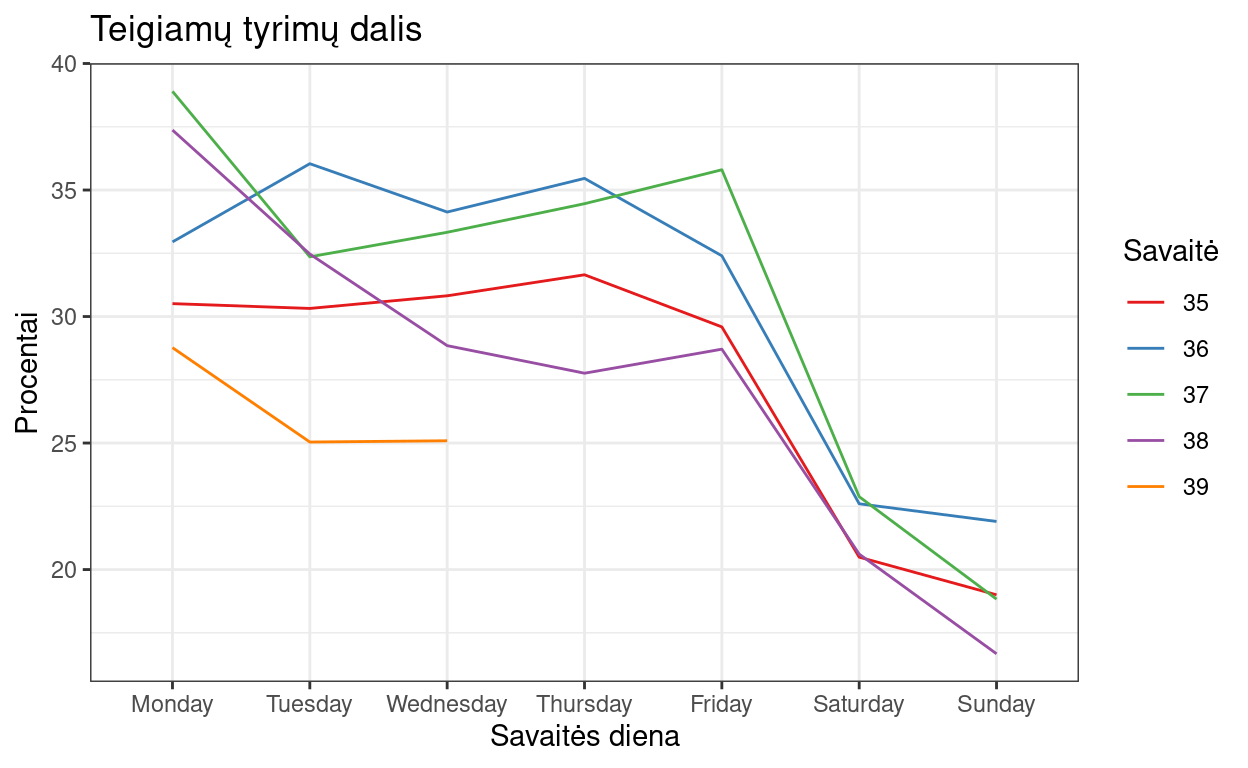 Teigiamų tyrimų dalis
Procentai
40
35
30
25
20
Monday Tuesday Wednesday Thursday Friday Saturday Sunday
Savaitės diena
Savaitė
35
36
37
38
39